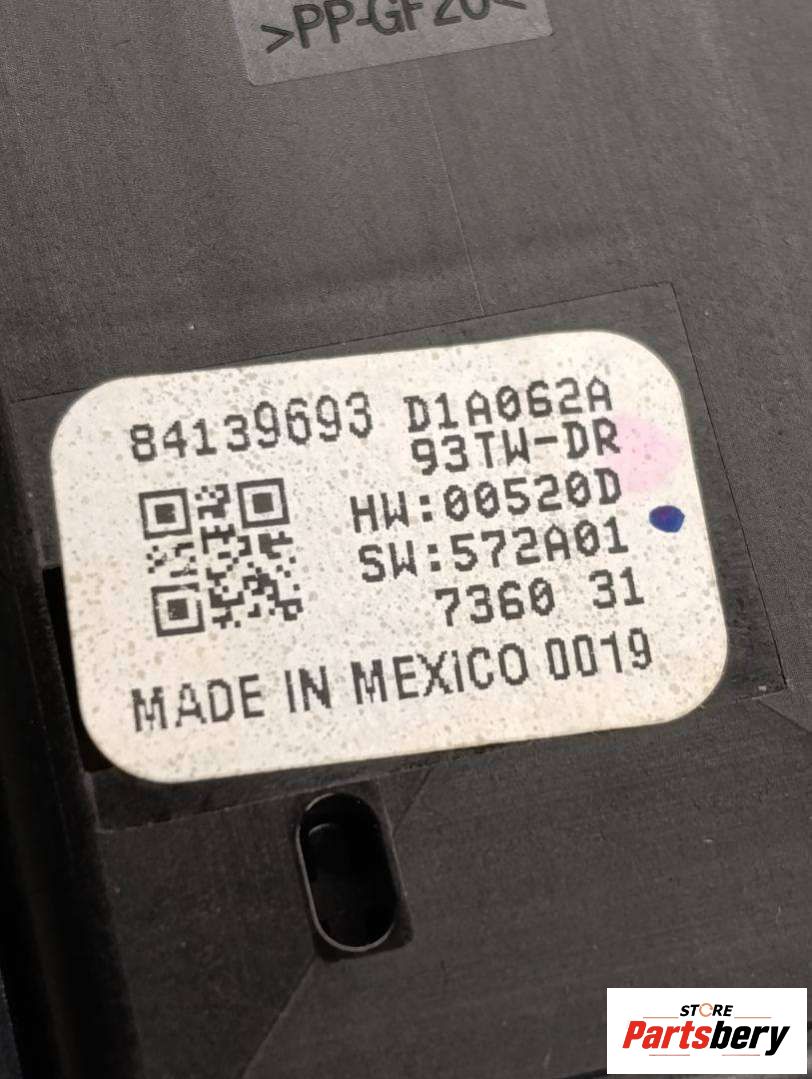 >PP-GF20<
84139693 D1A062A
93TW-DR
HW:00520D
SW:572A01
7360 31
MADE IN MEXICO 0019
STORE
Partsbery